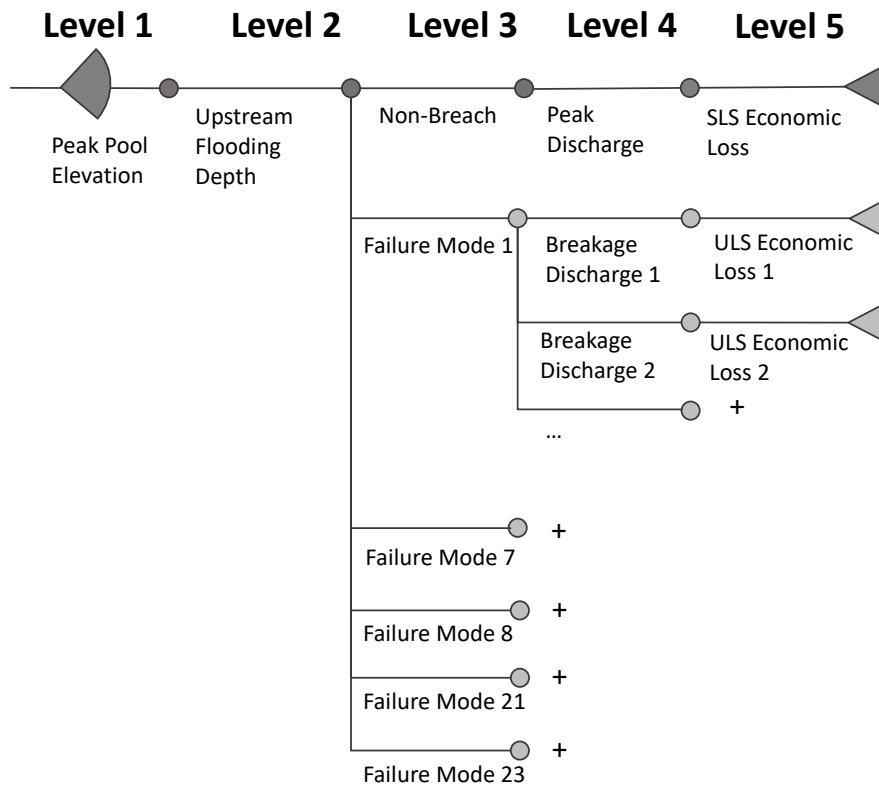 Level 1 Level 2 Level 3 Level 4 Level 5
Peak Pool
Elevation
Upstream
Flooding
Depth
Non-Breach
Peak
Discharge
SLS Economic
Loss
Failure Mode 1
Breakage
Discharge 1
ULS Economic
Loss 1
Breakage
Discharge 2
ULS Economic
Loss 2
...
+
Failure Mode 7
+
Failure Mode 8
+
Failure Mode 21
+
Failure Mode 23
+